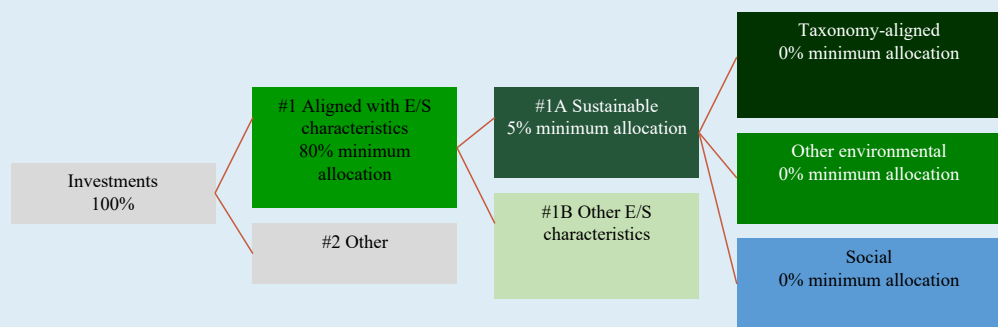 Investments
100%
#1 Aligned with E/S
characteristics
80% minimum
allocation
#2 Other
#1A Sustainable
5% minimum allocation
#1B Other E/S
characteristics
Taxonomy-aligned
0% minimum allocation
Other environmental
0% minimum allocation
Social
0% minimum allocation